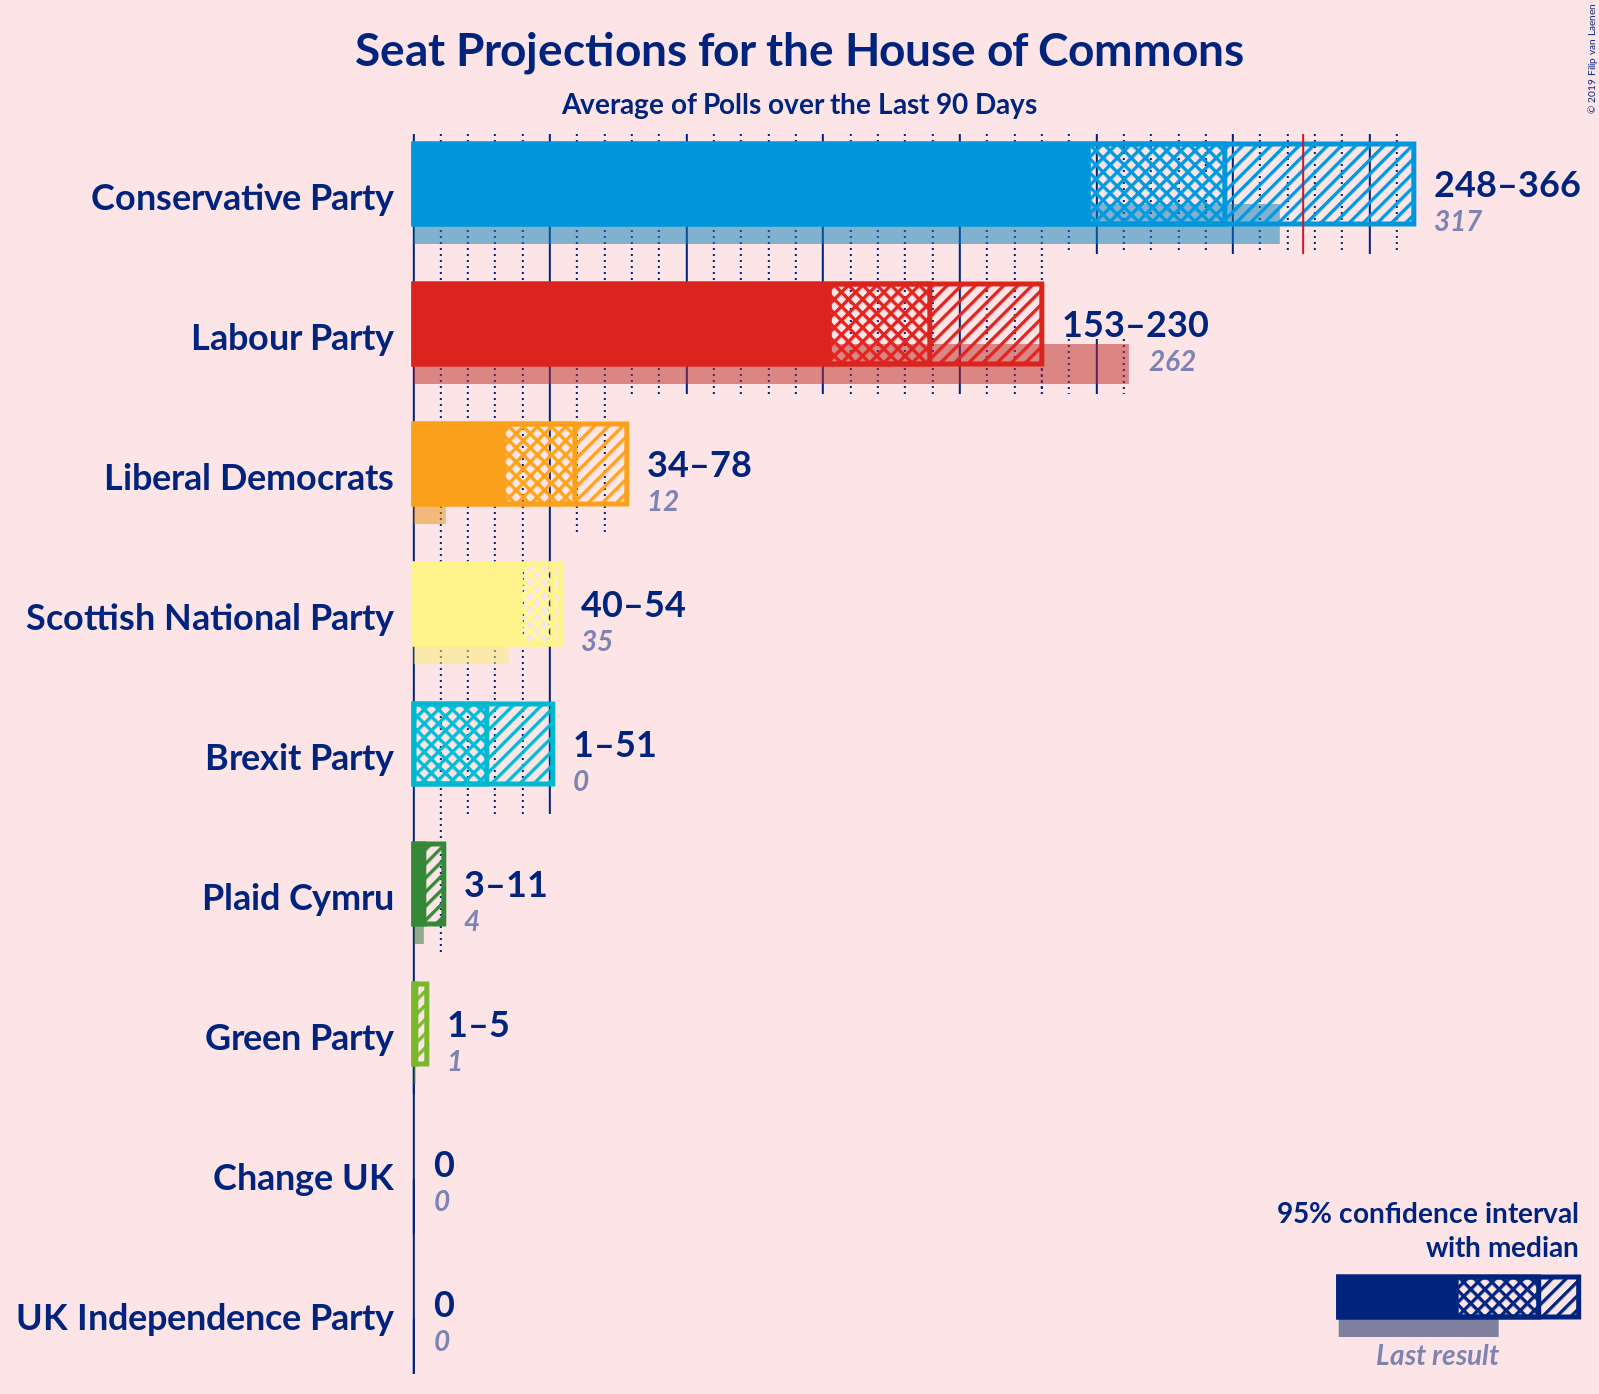 Seat Projections for the House of Commons
Average of Polls over the Last 90 Days
© 2019 Filip van Laenen
Conservative Party
248–366
317
Labour Party
153–230
262
Liberal Democrats
34–78
12
Scottish National Party
40–54
35
Brexit Party
1–51
0
Plaid Cymru
3–11
4
Green Party
1–5
1
Change UK
0
0
UK Independence Party
0
0
95% confidence interval
with median
Last result